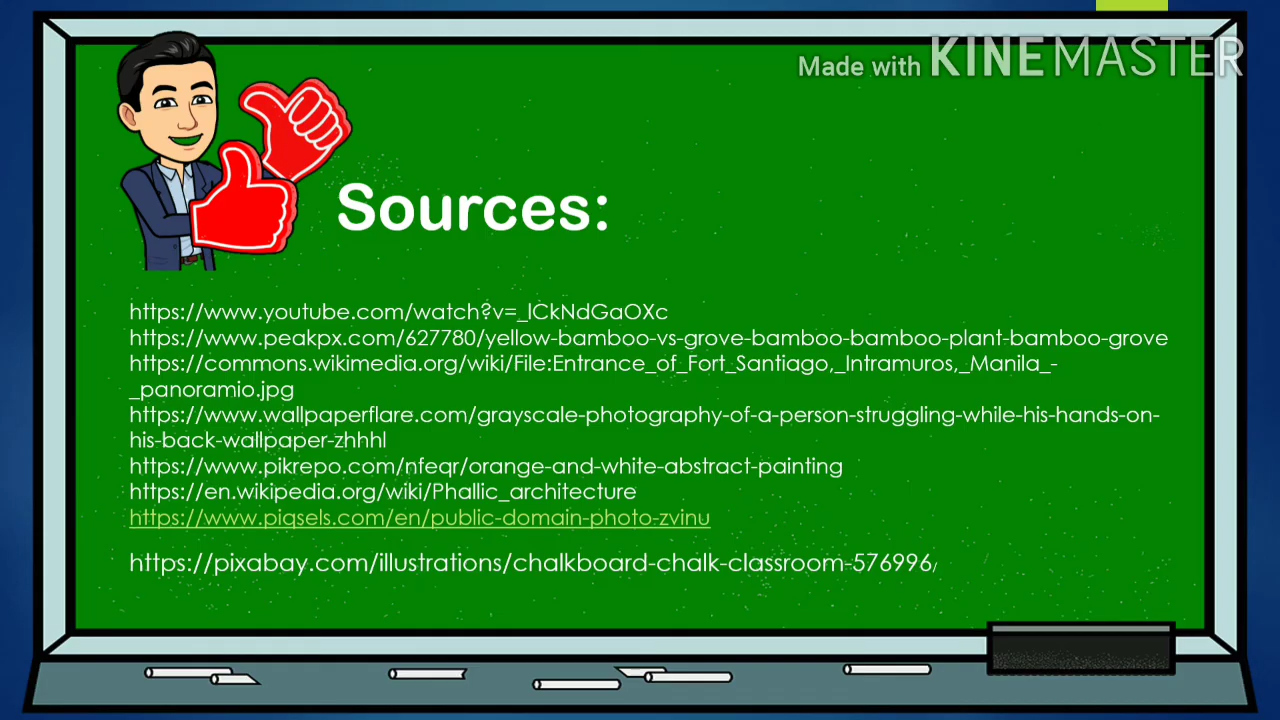 Made with KINEMASTER
Sources:
https://www.youtube.com/watch?v=_lCkNdGaOXc
https://www.peakpx.com/627780/yellow-bamboo-vs-grove-bamboo-bamboo-plant-bamboo-grove
https://commons.wikimedia.org/wiki/File:Entrance_of_Fort_Santiago,_Intramuros,_Manila_-
_panoramio.jpg
https://www.wallpaperflare.com/grayscale-photography-of-a-person-struggling-while-his-hands-on-
his-back-wallpaper-zhhhl
https://www.pikrepo.com/nfeqr/orange-and-white-abstract-painting
https://en.wikipedia.org/wiki/Phallic_architecture
https://www.piqsels.com/en/public-domain-photo-zvinu
https://pixabay.com/illustrations/chalkboard-chalk-classroom-576996/